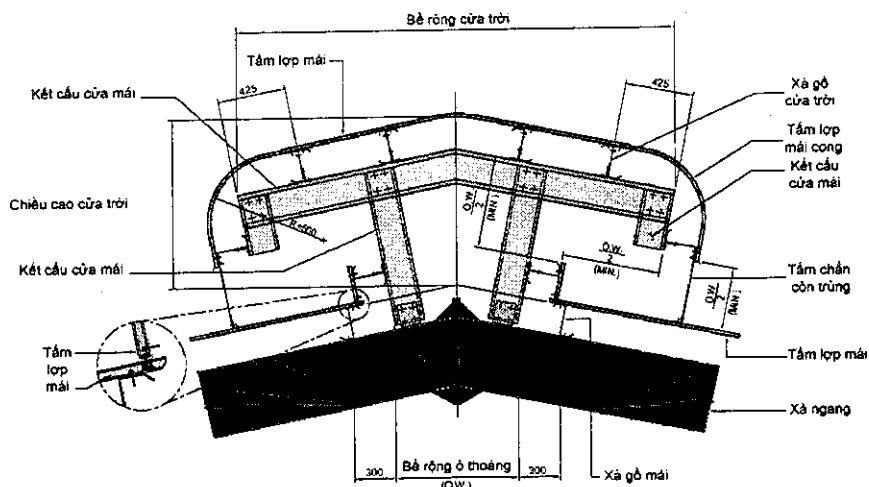 Bề rộng cửa trời
Tấm lợp mái
425
425
Kết cấu cửa mái
Xà gồ
cửa trời
Tấm lợp
mái cong
Kết cấu
cửa mái
Chiều cao cửa trời
R=600
O.W.
2
(MIN.)
O.W.
2
(MIN.)
Kết cấu cửa mái
Tấm chắn
côn trùng
O.W.
2
(MIN.)
Tấm
lợp
mái
Tấm lợp mái
Xà ngang
300
Bề rộng ô thoáng
(O.W.)
300
Xà gồ mái